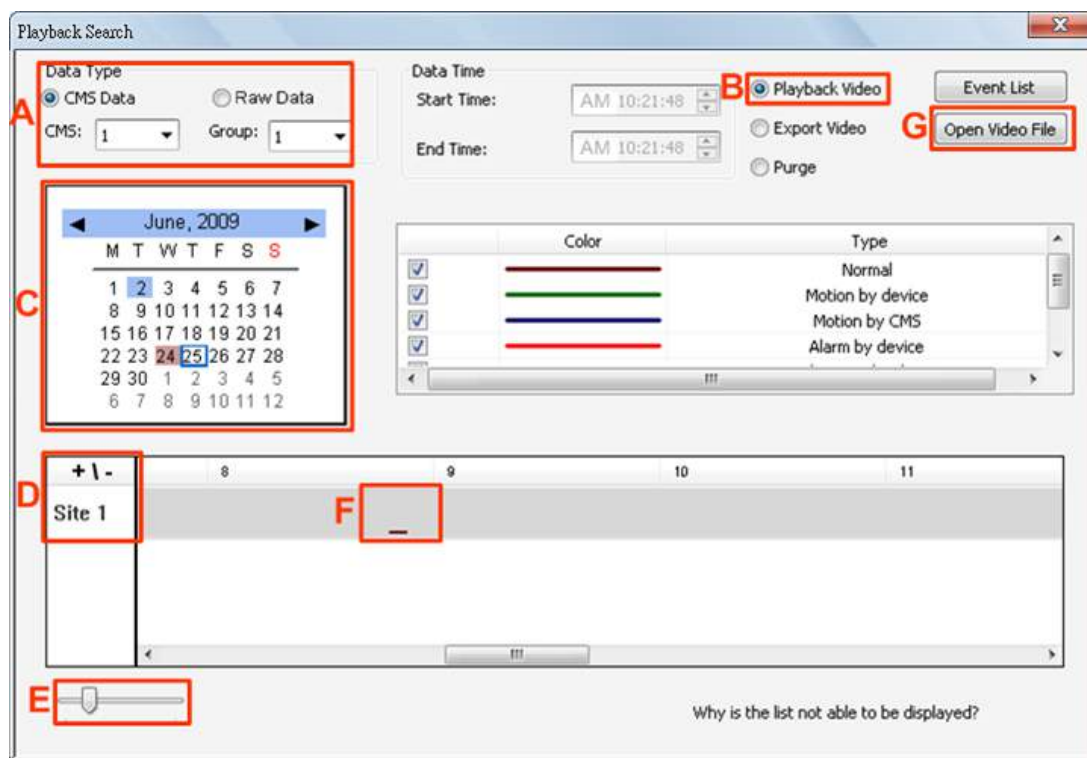 Playback Search
Data Type
A
CMS Data
Raw Data
CMS: 1
Group: 1
Data Time
Start Time: AM 10:21:48
End Time: AM 10:21:48
B
Playback Video
Export Video
Purge
Event List
G
Open Video File
C
June, 2009
M T W T F S S
1 2 3 4 5 6 7
8 9 10 11 12 13 14
15 16 17 18 19 20 21
22 23 24 25 26 27 28
29 30 1 2 3 4 5
6 7 8 9 10 11 12
Color Type
Normal
Motion by device
Motion by CMS
Alarm by device
+ \ - 8 9 10 11
D
Site 1
F
E
Why is the list not able to be displayed?